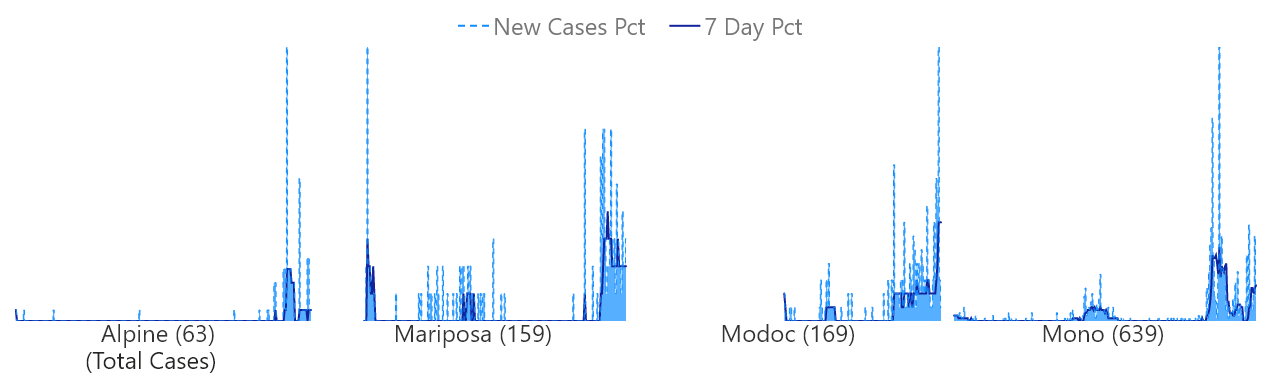 New Cases Pct 7 Day Pct
Alpine (63) Mariposa (159) Modoc (169) Mono (639)
(Total Cases)